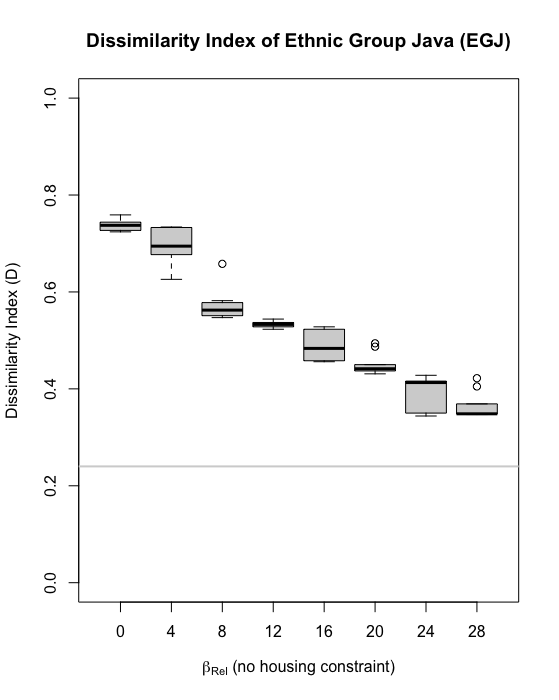 Dissimilarity Index of Ethnic Group Java (EGJ)
Dissimilarity Index (D)
1.0
0.8
0.6
0.4
0.2
0.0
0 4 8 12 16 20 24 28
βRel (no housing constraint)